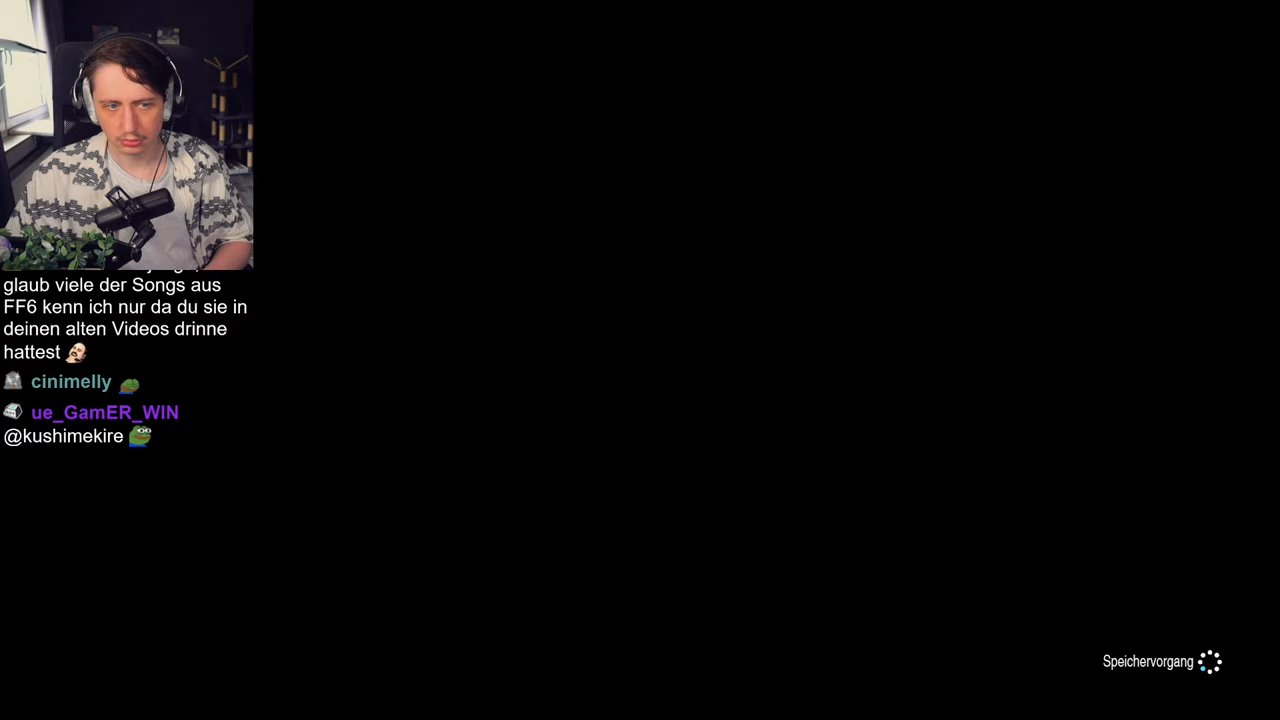 glaub viele der Songs aus
FF6 kenn ich nur da du sie in
deinen alten Videos drinne
hattest
cinimelly
ue_GamER_WIN
@kushimekire
Speichervorgang